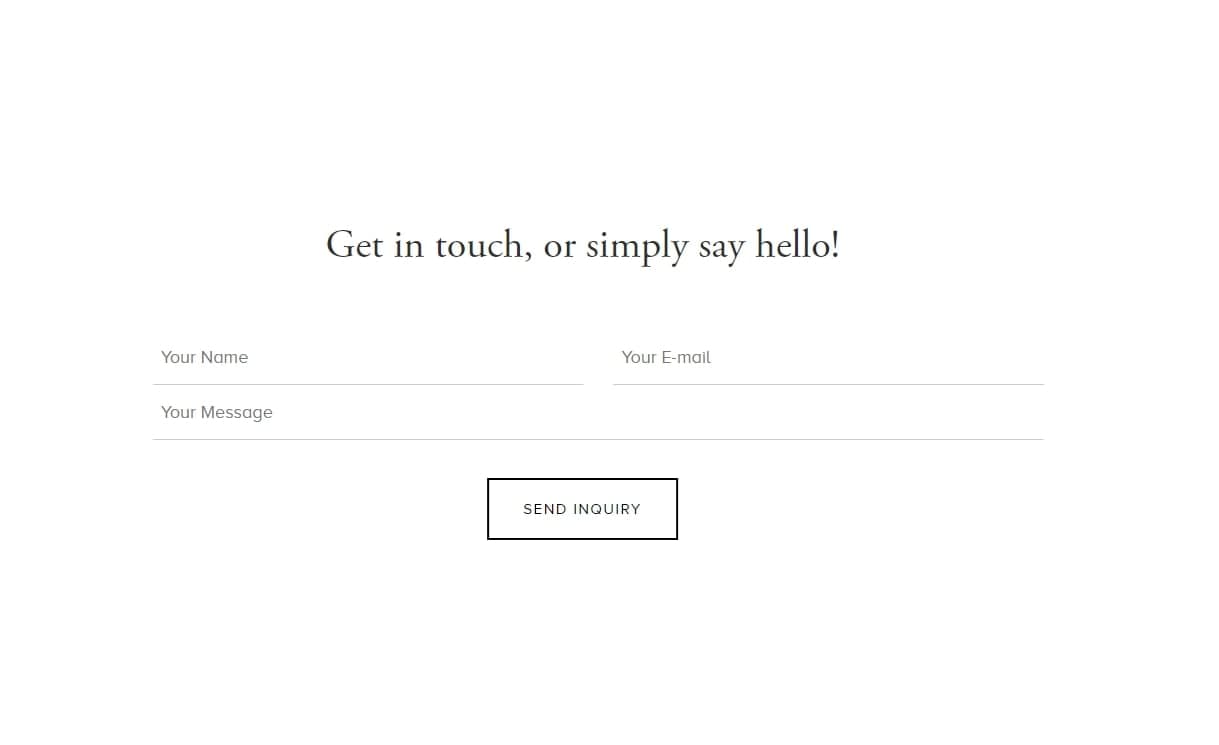 Get in touch, or simply say hello!
Your Name
Your E-mail
Your Message
SEND INQUIRY